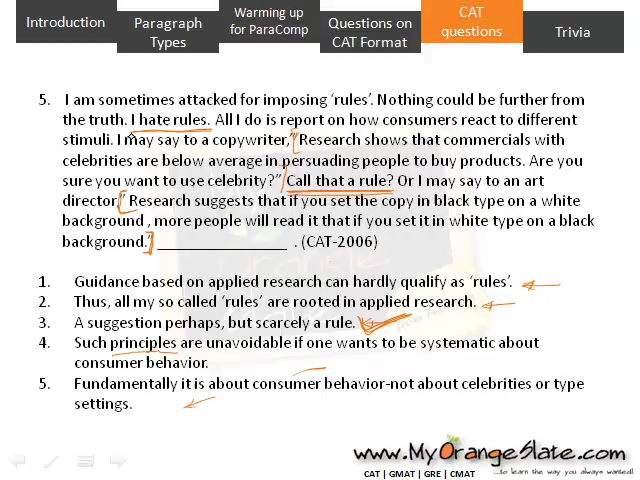 Introduction
Paragraph
Types
Warming up
for ParaComp
Questions on
CAT Format
CAT
questions
Trivia
5. I am sometimes attacked for imposing ‘rules’. Nothing could be further from
the truth. I hate rules. All I do is report on how consumers react to different
stimuli. I may say to a copywriter,” Research shows that commercials with
celebrities are below average in persuading people to buy products. Are you
sure you want to use celebrity?” Call that a rule? Or I may say to an art
director,” Research suggests that if you set the copy in black type on a white
background , more people will read it that if you set it in white type on a black
background.” ________________ . (CAT-2006)
1. Guidance based on applied research can hardly qualify as ‘rules’.
2. Thus, all my so called ‘rules’ are rooted in applied research.
3. A suggestion perhaps, but scarcely a rule.
4. Such principles are unavoidable if one wants to be systematic about
consumer behavior.
5. Fundamentally it is about consumer behavior-not about celebrities or type
settings.
www.MyOrangeSlate.com
CAT | GMAT | GRE | CMAT
...to learn the way you always wanted!